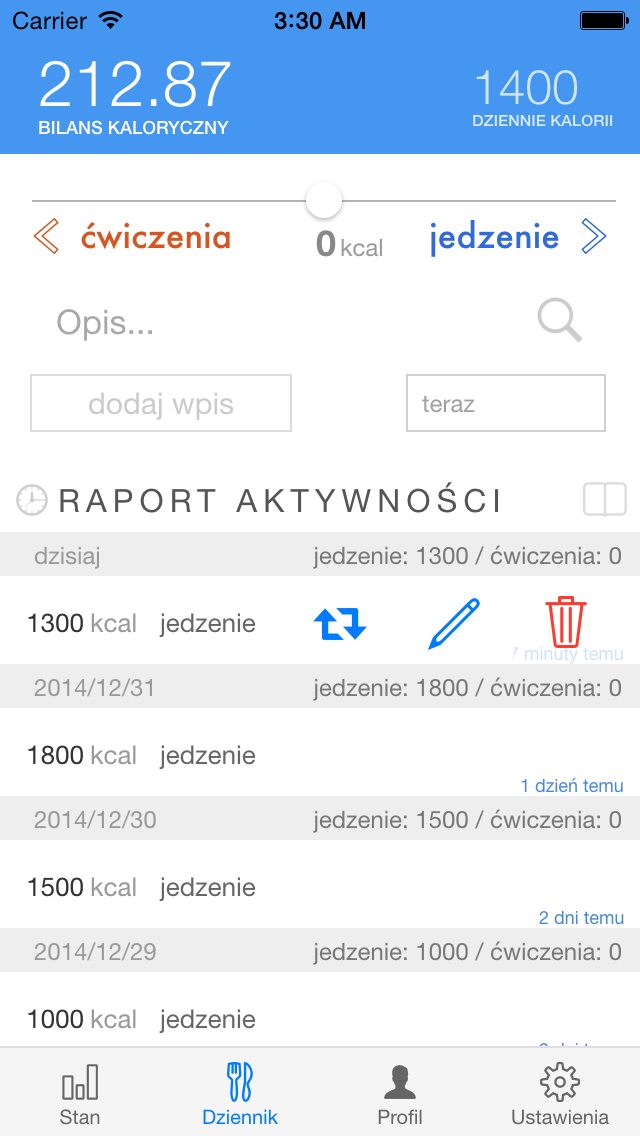 Carrier 3:30 AM
212.87 1400
BILANS KALORYCZNY DZIENNIE KALORII
ćwiczenia 0 kcal jedzenie
Opis...
dodaj wpis teraz
RAPORT AKTYWNOŚCI
dzisiaj jedzenie: 1300 / ćwiczenia: 0
1300 kcal jedzenie
7 minuty temu
2014/12/31 jedzenie: 1800 / ćwiczenia: 0
1800 kcal jedzenie
1 dzień temu
2014/12/30 jedzenie: 1500 / ćwiczenia: 0
1500 kcal jedzenie
2 dni temu
2014/12/29 jedzenie: 1000 / ćwiczenia: 0
1000 kcal jedzenie
Stan Dziennik Profil Ustawienia